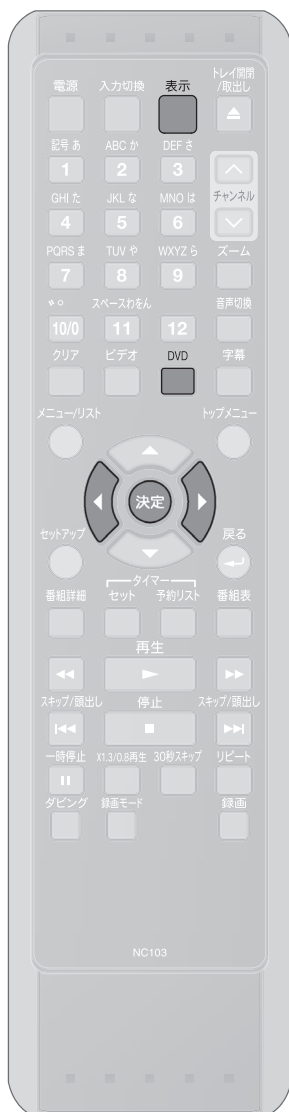 電源 入力切換 表示 トレイ開閉
/取出し
記号 あ ABC か DEF さ
1 2 3
GHI た JKL な MNO は チャンネル
4 5 6
PQRS ま TUV や WXYZ ら ズーム
7 8 9
゛゜ スペースわをん 音声切換
10/0 11 12
クリア ビデオ DVD 字幕
メニュー/リスト トップメニュー
決定
セットアップ 戻る
タイマー
番組詳細 セット 予約リスト 番組表
再生
スキップ/頭出し 停止 スキップ/頭出し
一時停止 X1.3/0.8再生 30秒スキップ リピート
ダビング 録画モード 録画
NC103